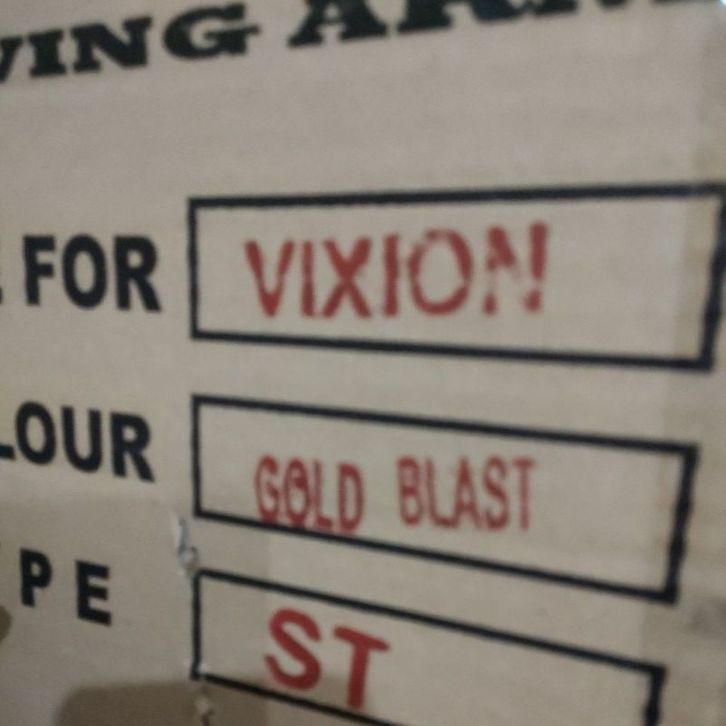 VING ARM
FOR VIXION
LOUR GOLD BLAST
PE ST